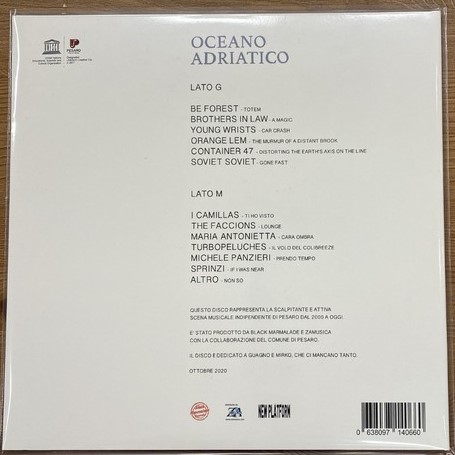 OCEANO
ADRIATICO
LATO G
BE FOREST - TOTEM
BROTHERS IN LAW - A MAGIC
YOUNG WRISTS - CAR CRASH
ORANGE LEM - THE MURMUR OF A DISTANT BROOK
CONTAINER 47 - DISTORTING THE EARTH'S AXIS ON THE LINE
SOVIET SOVIET - GONE FAST
LATO M
I CAMILLAS - TI HO VISTO
THE FACCIONS - LOUNGE
MARIA ANTONIETTA - CARA OMBRA
TURBOPELUCHES - IL VOLO DEL COLIBREEZE
MICHELE PANZIERI - PRENDO TEMPO
SPRINZI - IF I WAS NEAR
ALTRO - NON SO
QUESTO DISCO RAPPRESENTA LA SCALPITANTE E ATTIVA
SCENA MUSICALE INDIPENDENTE DI PESARO DAL 2000 A OGGI.
E' STATO PRODOTTO DA BLACK MARMALADE E ZAMUSICA
CON LA COLLABORAZIONE DEL COMUNE DI PESARO.
IL DISCO E DEDICATO A GUAGNO E MIRKO, CHE CI MANCANO TANTO.
OTTOBRE 2020
NEW PLATFORM
0 638097 140660